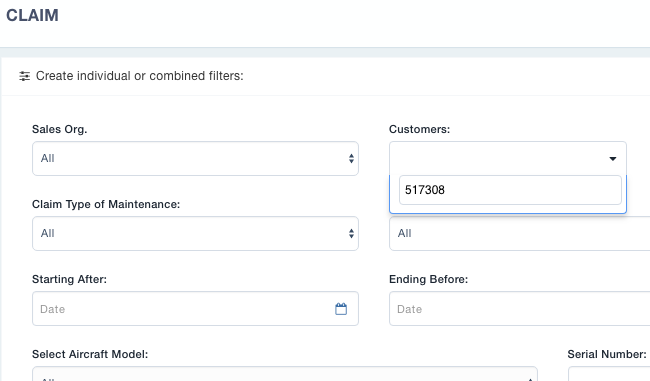 CLAIM
Create individual or combined filters:
Sales Org.
Customers:
All
517308
Claim Type of Maintenance:
All
All
Starting After:
Ending Before:
Date
Date
Select Aircraft Model:
Serial Number:
All